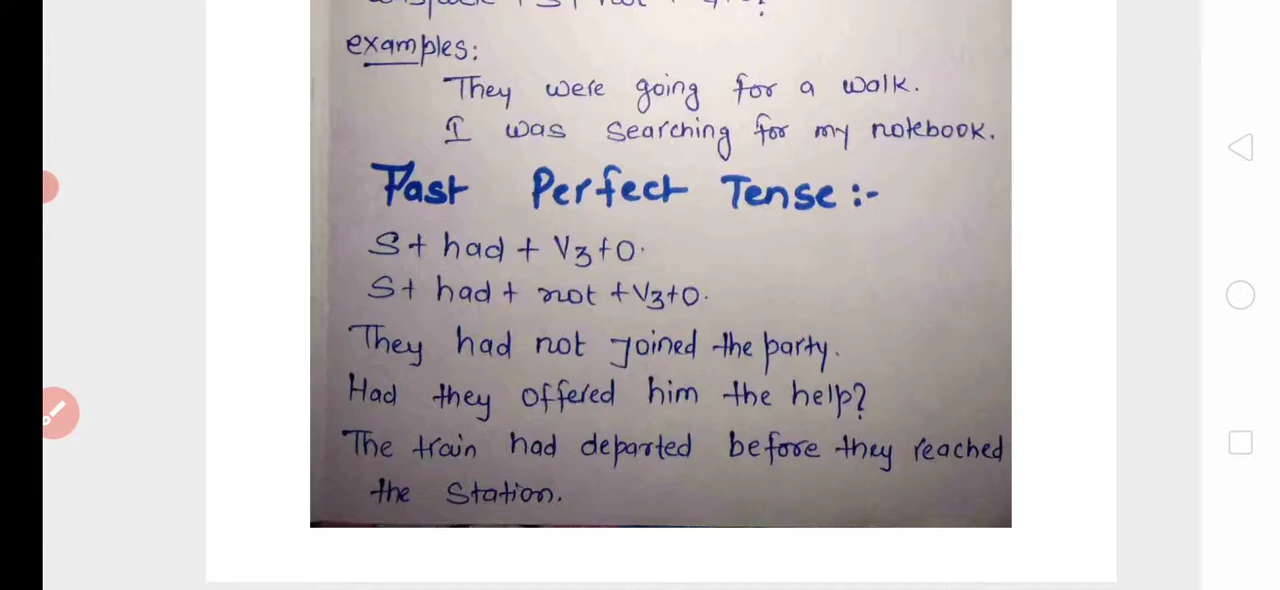 examples:
They were going for a walk.
I was searching for my notebook.
Past Perfect Tense :-
S+ had + V3+O.
S+ had + not +V3+O.
They had not joined the party.
Had they offered him the help?
The train had departed before they reached
the Station.